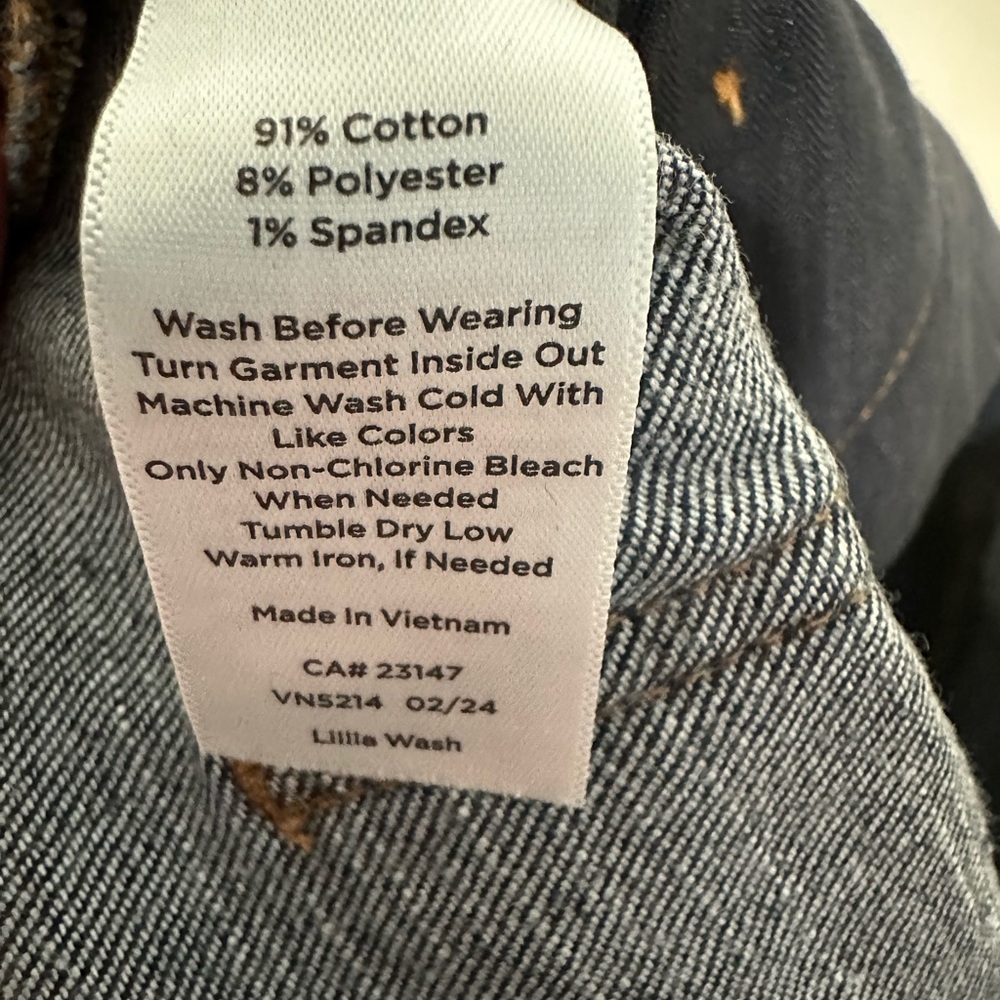 91% Cotton
8% Polyester
1% Spandex
Wash Before Wearing
Turn Garment Inside Out
Machine Wash Cold With
Like Colors
Only Non-Chlorine Bleach
When Needed
Tumble Dry Low
Warm Iron, If Needed
Made In Vietnam
CA# 23147
VN5214 02/24
Lillia Wash